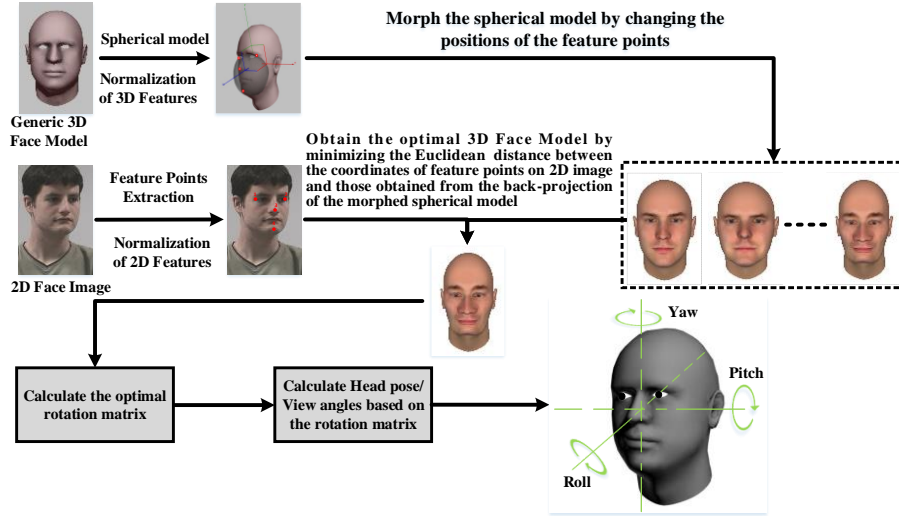 Spherical model
Normalization
of 3D Features
Morph the spherical model by changing the
positions of the feature points
Generic 3D
Face Model
Feature Points
Extraction
Normalization
of 2D Features
Obtain the optimal 3D Face Model by
minimizing the Euclidean distance between
the coordinates of feature points on 2D image
and those obtained from the back-projection
of the morphed spherical model
2D Face Image
Calculate the optimal
rotation matrix
Calculate Head pose/
View angles based on
the rotation matrix
Yaw
Pitch
Roll